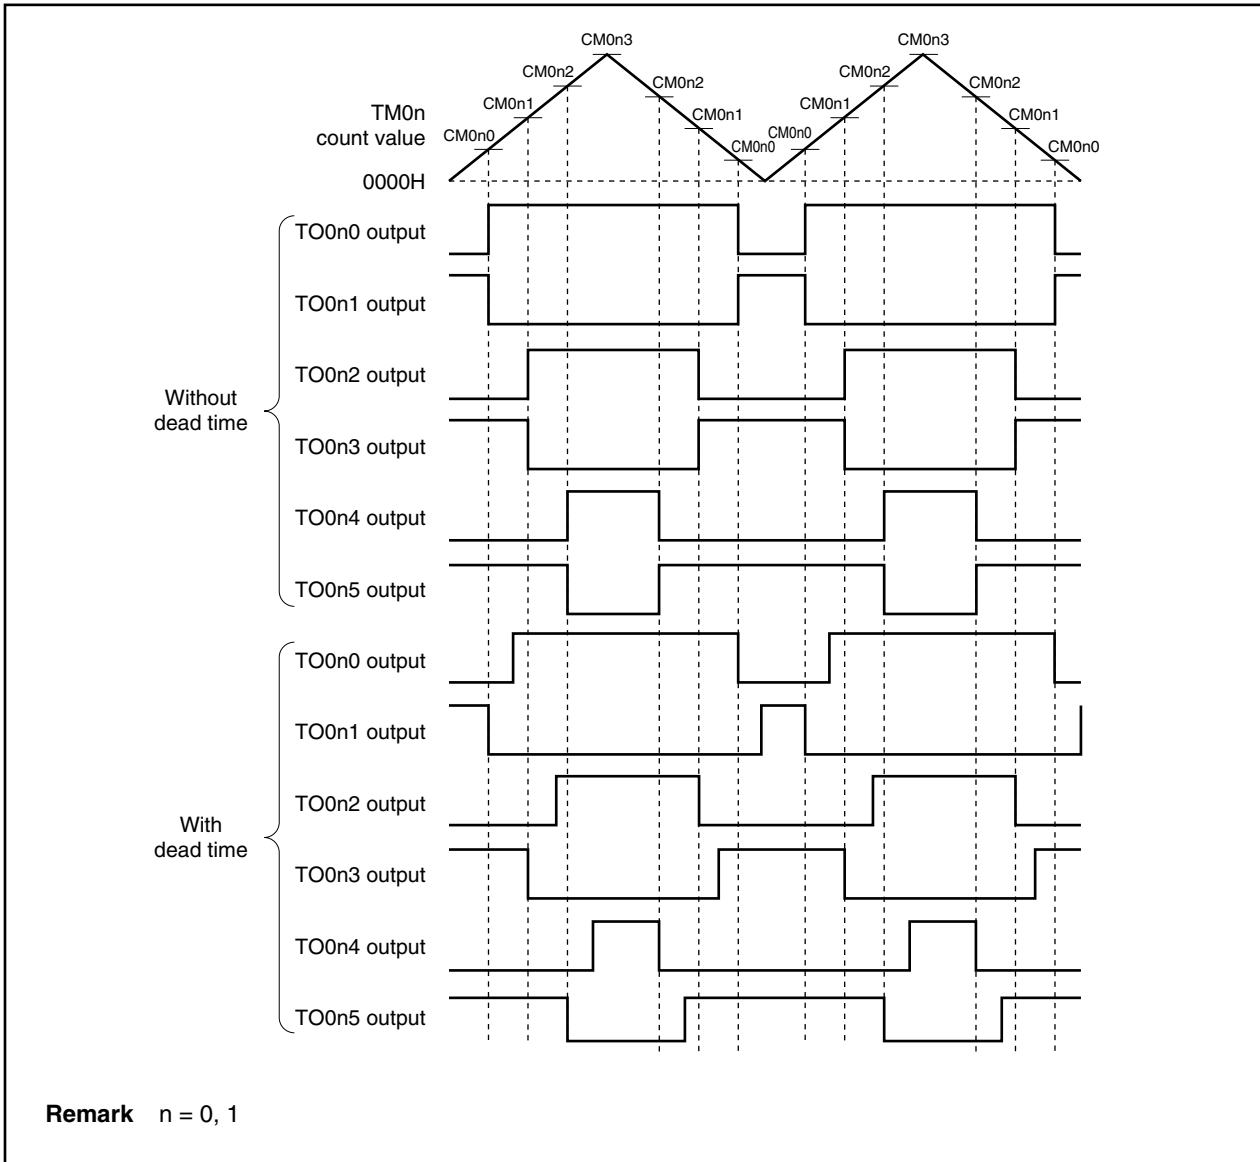 CM0n3 CM0n3
CM0n2 CM0n2 CM0n2 CM0n2
CM0n1 CM0n1 CM0n1 CM0n1
CM0n0 CM0n0 CM0n0 CM0n0
TM0n
count value
0000H
Without
dead time
TO0n0 output
TO0n1 output
TO0n2 output
TO0n3 output
TO0n4 output
TO0n5 output
With
dead time
TO0n0 output
TO0n1 output
TO0n2 output
TO0n3 output
TO0n4 output
TO0n5 output
Remark n = 0, 1